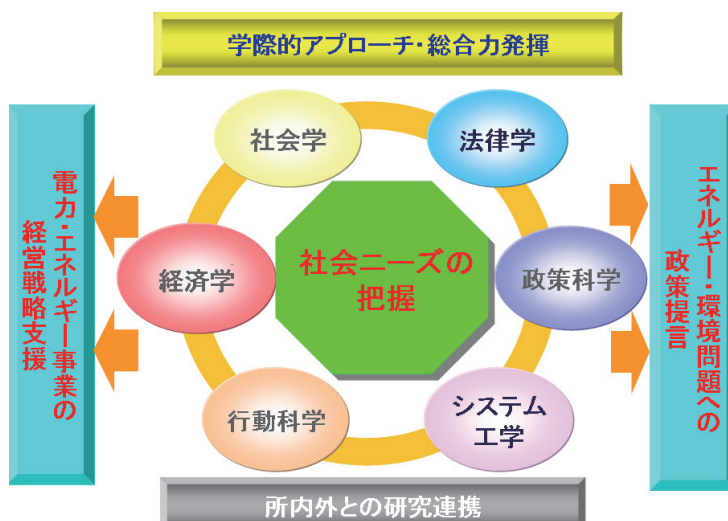 学際的アプローチ・総合力発揮
社会学
法律学
電力・エネルギー事業の
経営戦略支援
経済学
社会ニーズの
把握
政策科学
エネルギー・環境問題への
政策提言
行動科学
システム
工学
所内外との研究連携